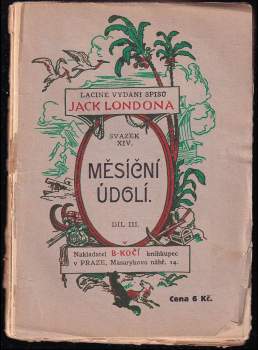 LACINÉ VYDÁNÍ SPISŮ
JACK LONDONA
SVAZEK
XIV.
MĚSÍČNÍ
ÚDOLÍ.
DÍL III.
Nakladatel B·KOČÍ knihkupec
v PRAZE, Masarykovo nábř. 14.
Cena 6 Kč.